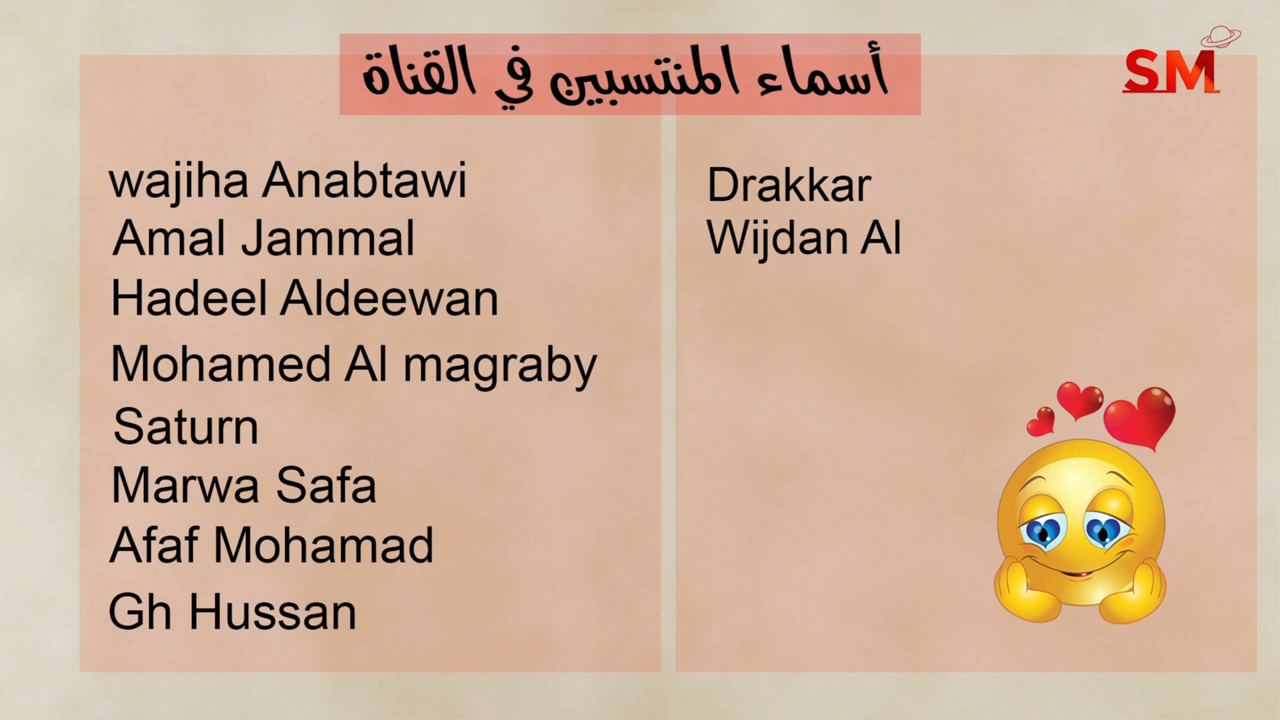 أسماء المنتسبين في القناة
SM
wajiha Anabtawi
Amal Jammal
Hadeel Aldeewan
Mohamed Al magraby
Saturn
Marwa Safa
Afaf Mohamad
Gh Hussan
Drakkar
Wijdan Al